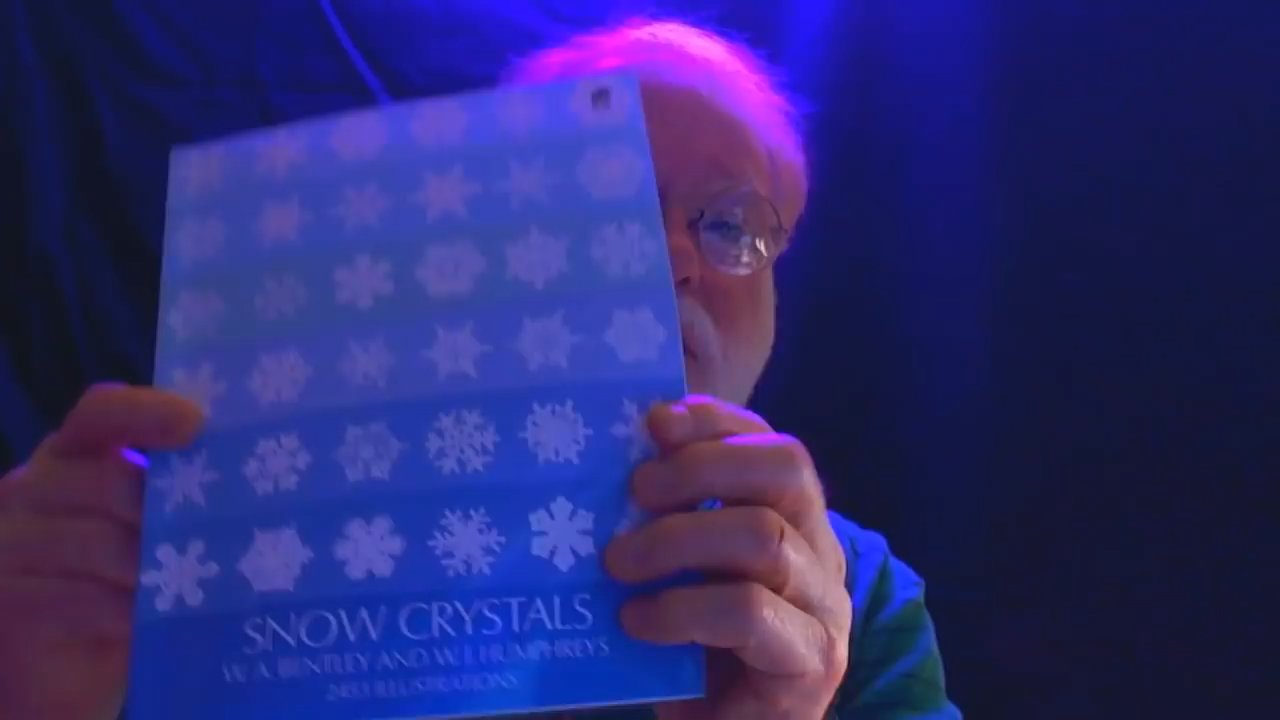 SNOW CRYSTALS
W. A. BENTLEY AND W. J. HUMPHREYS
2453 ILLUSTRATIONS